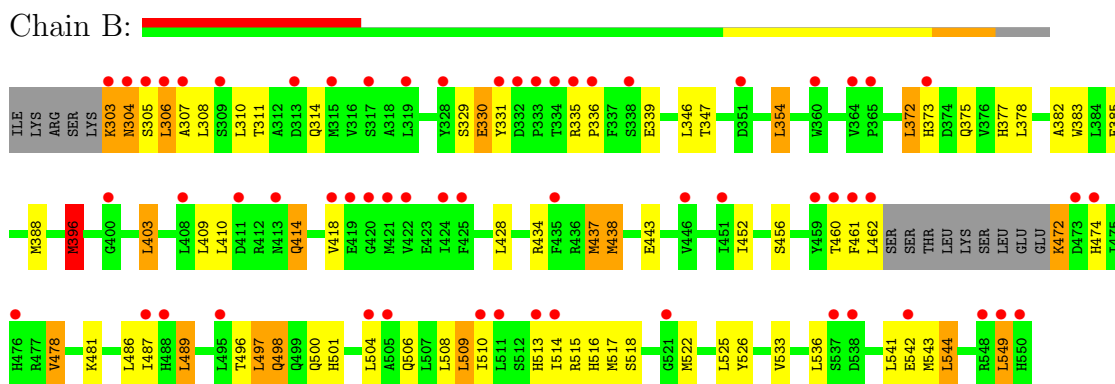 Chain B:
ILE LYS ARG SER LYS K303 N304 S305 L306 A307 L308 S309 L310 T311 A312 D313 Q314 M315 V316 S317 A318 L319 Y328 S329 E330 Y331 D332 P333 T334 R335 P336 F337 S338 E339 L346 T347 D351 L354 W360 V364 P365 L372 H373 D374 Q375 V376 H377 L378 A382 W383 L384 E385
M388 M396 G400 L403 L408 L409 L410 D411 R412 N413 Q414 V418 E419 G420 M421 V422 E423 I424 F425 L428 R434 F435 R436 M437 M438 E443 V446 I451 I452 S456 Y459 T460 F461 L462 SER SER THR LEU LYS SER LEU GLU GLU K472 D473 H474 I475
H476 R477 V478 K481 L486 I487 H488 L489 L495 T496 L497 Q498 Q499 Q500 H501 L504 A505 Q506 L507 L508 L509 I510 L511 S512 H513 I514 R515 H516 M517 S518 G521 M522 L525 Y526 V533 L536 S537 D538 L541 E542 M543 L544 R548 L549 H550